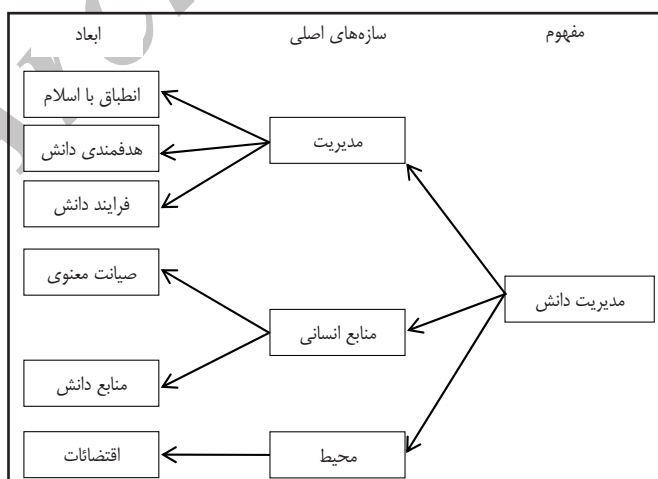 مفهوم
سازه‌های اصلی
ابعاد
مدیریت دانش
مدیریت
منابع انسانی
محیط
انطباق با اسلام
هدفمندی دانش
فرایند دانش
صیانت معنوی
منابع دانش
اقتضائات